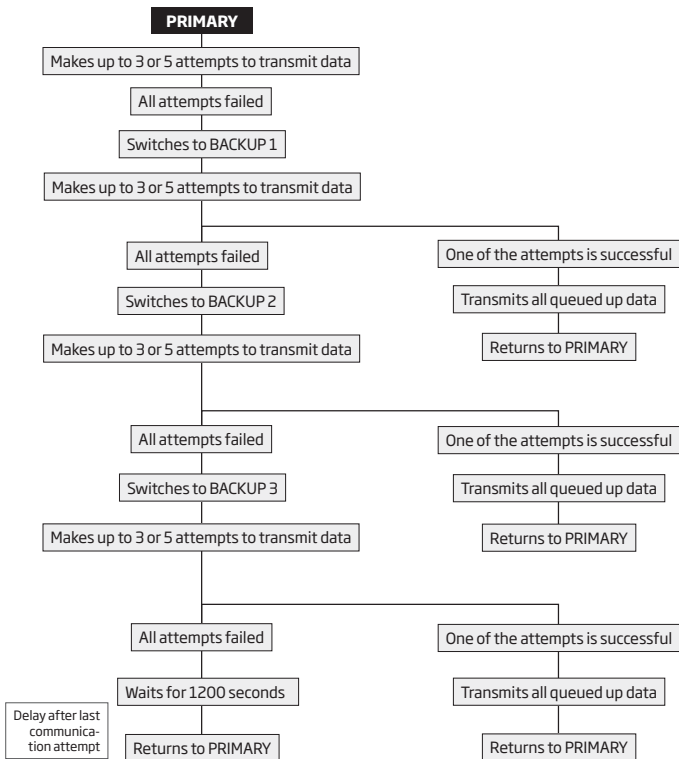 PRIMARY
Makes up to 3 or 5 attempts to transmit data
All attempts failed
Switches to BACKUP 1
Makes up to 3 or 5 attempts to transmit data
All attempts failed
One of the attempts is successful
Switches to BACKUP 2
Transmits all queued up data
Makes up to 3 or 5 attempts to transmit data
Returns to PRIMARY
All attempts failed
One of the attempts is successful
Switches to BACKUP 3
Transmits all queued up data
Makes up to 3 or 5 attempts to transmit data
Returns to PRIMARY
All attempts failed
One of the attempts is successful
Waits for 1200 seconds
Transmits all queued up data
Delay after last
communica-
tion attempt
Returns to PRIMARY
Returns to PRIMARY